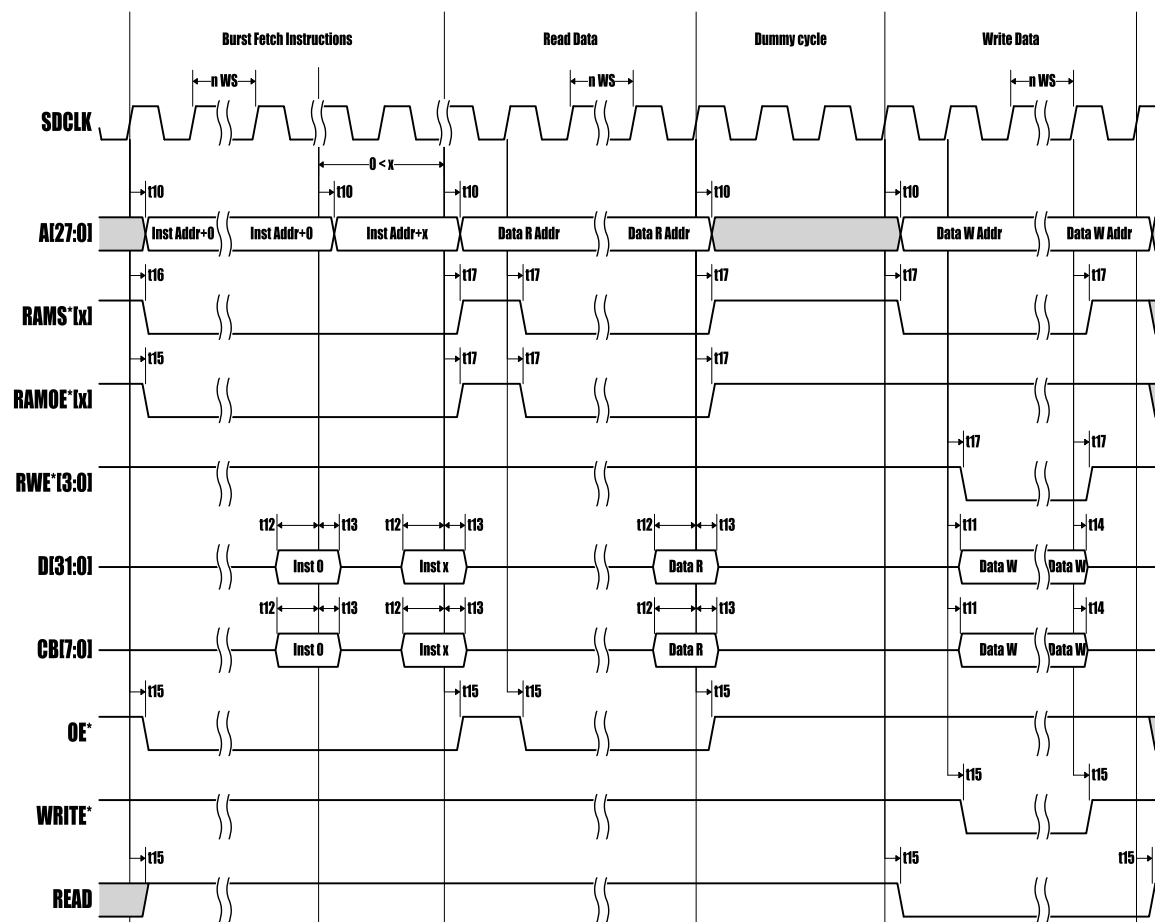 Burst Fetch Instructions Read Data Dummy cycle Write Data
n WS n WS n WS
SDCLK
0 < x
t10 t10 t10 t10 t10
A[27:0] Inst Addr+0 Inst Addr+0 Inst Addr+x Data R Addr Data R Addr Data W Addr Data W Addr
t16 t17 t17 t17 t17 t17
RAMS*[x]
t15 t17 t17 t17
RAMOE*[x]
t17 t17
RWE*[3:0]
t12 t13 t12 t13 t12 t13 t11 t14
D[31:0] Inst 0 Inst x Data R Data W Data W
t12 t13 t12 t13 t12 t13 t11 t14
CB[7:0] Inst 0 Inst x Data R Data W Data W
t15 t15 t15 t15
OE*
t15 t15
WRITE*
t15 t15 t15
READ